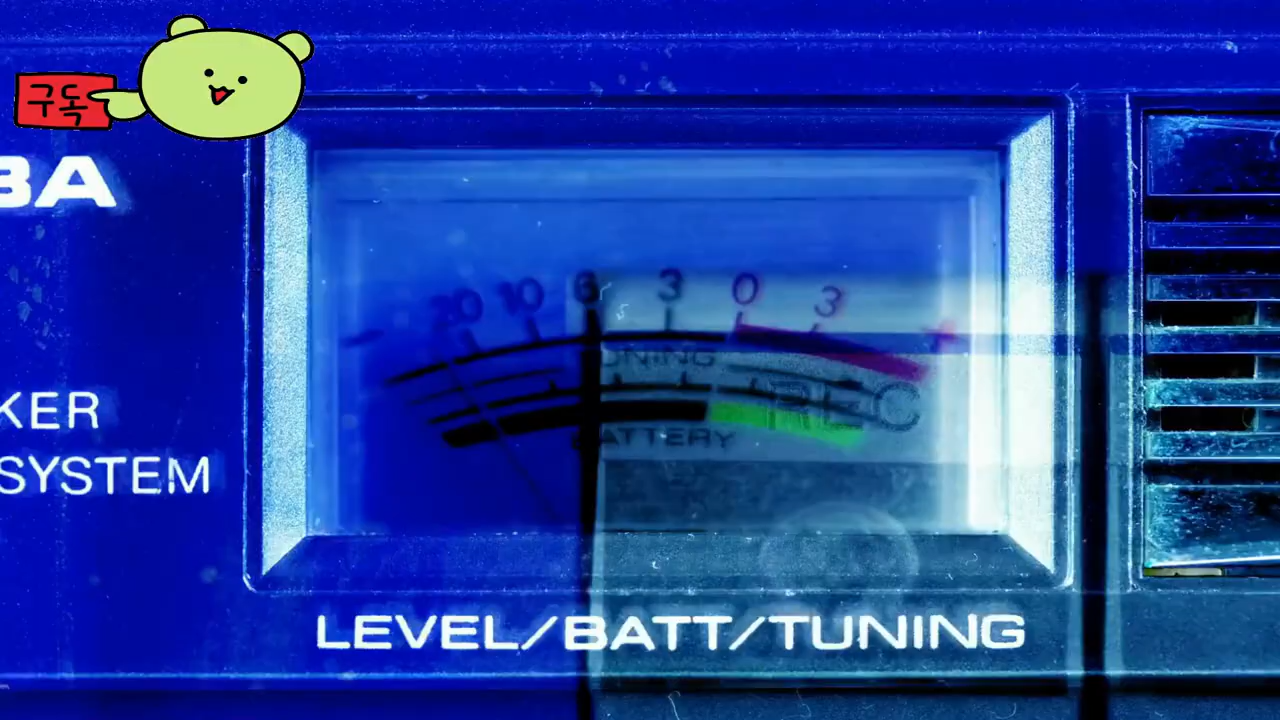 구독
BA
KER
SYSTEM
20 10 6 3 0 3 +
TUNING
REC
BATTERY
LEVEL/BATT/TUNING